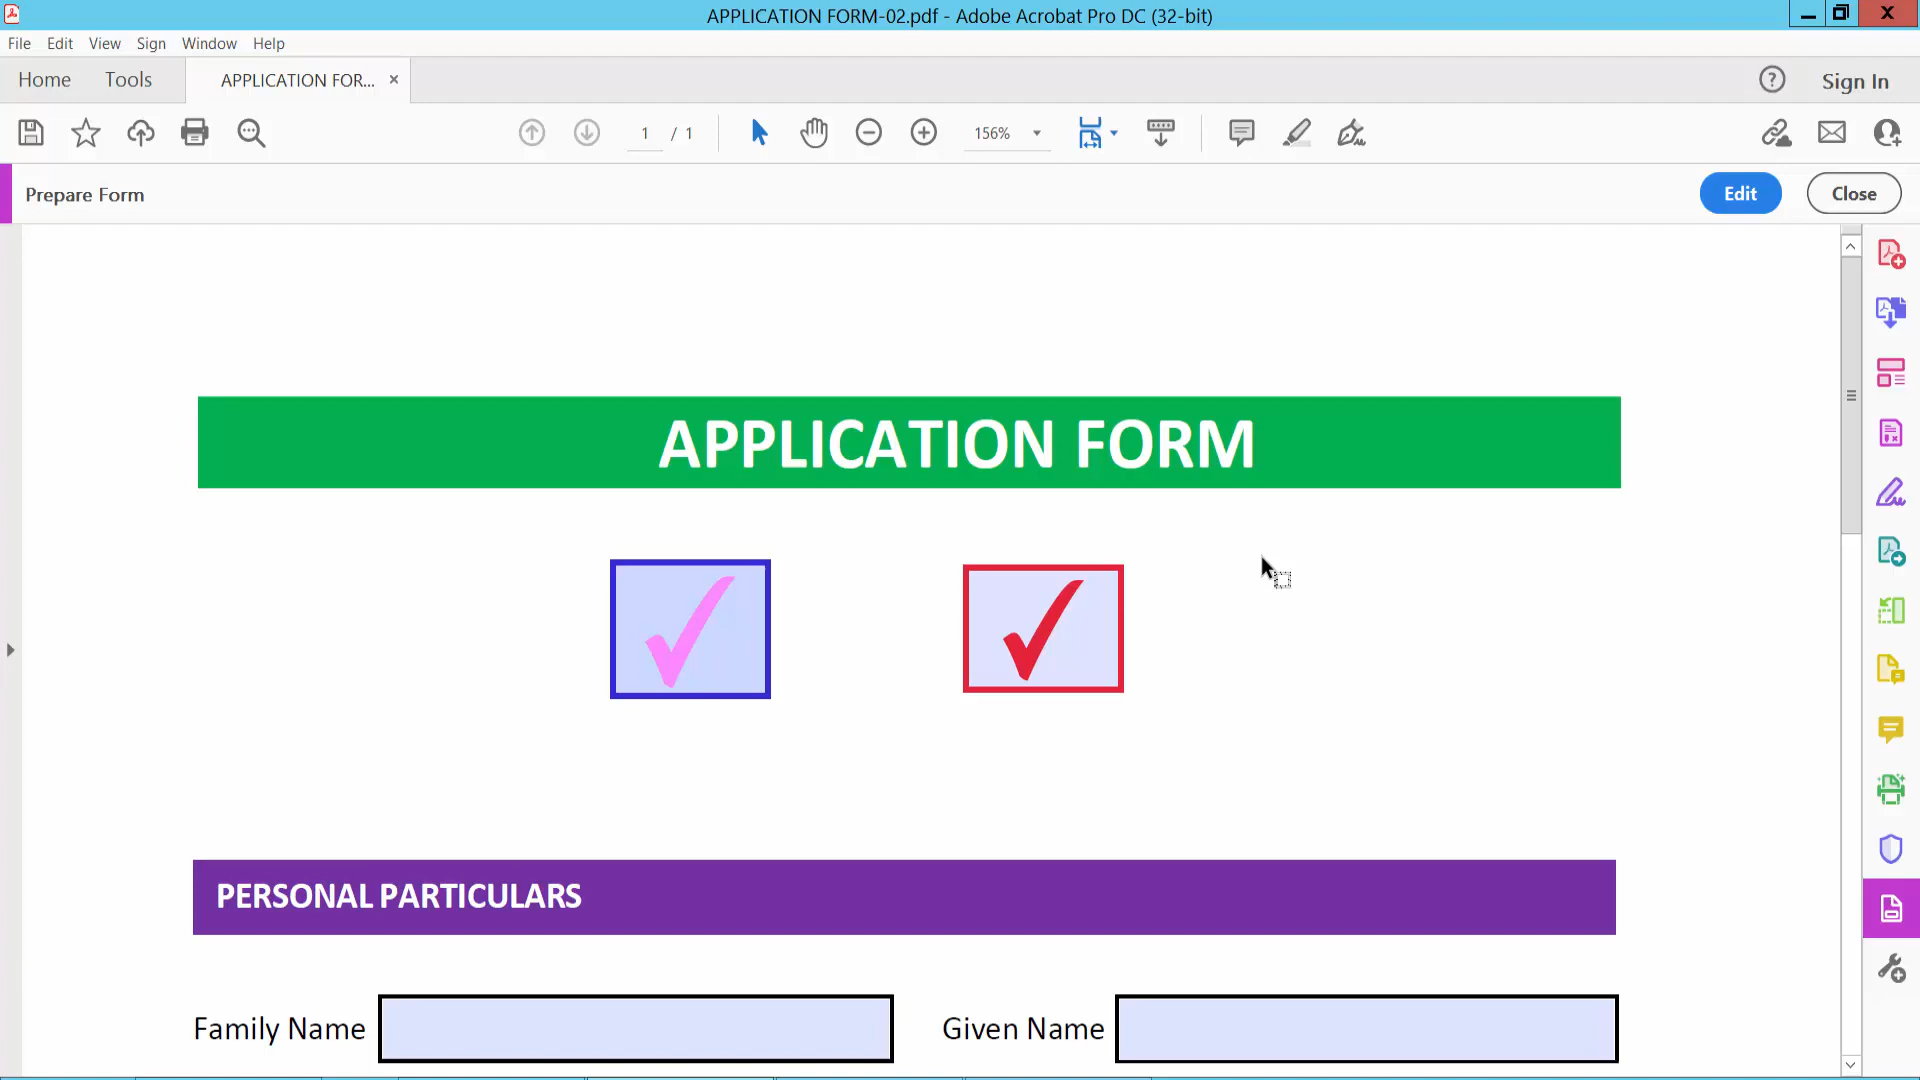 APPLICATION FORM-02.pdf - Adobe Acrobat Pro DC (32-bit)
File Edit View Sign Window Help
Home Tools APPLICATION FOR... × Sign In
1 / 1 156%
Prepare Form Edit Close
APPLICATION FORM
PERSONAL PARTICULARS
Family Name Given Name